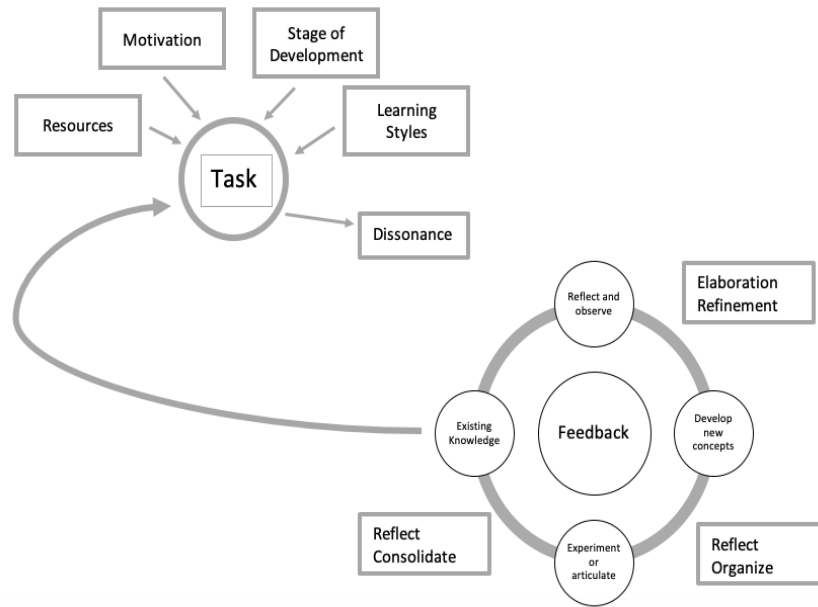 Motivation
Stage of
Development
Resources
Learning
Styles
Task
Dissonance
Reflect and
observe
Elaboration
Refinement
Existing
Knowledge
Feedback
Develop
new
concepts
Reflect
Consolidate
Experiment
or
articulate
Reflect
Organize